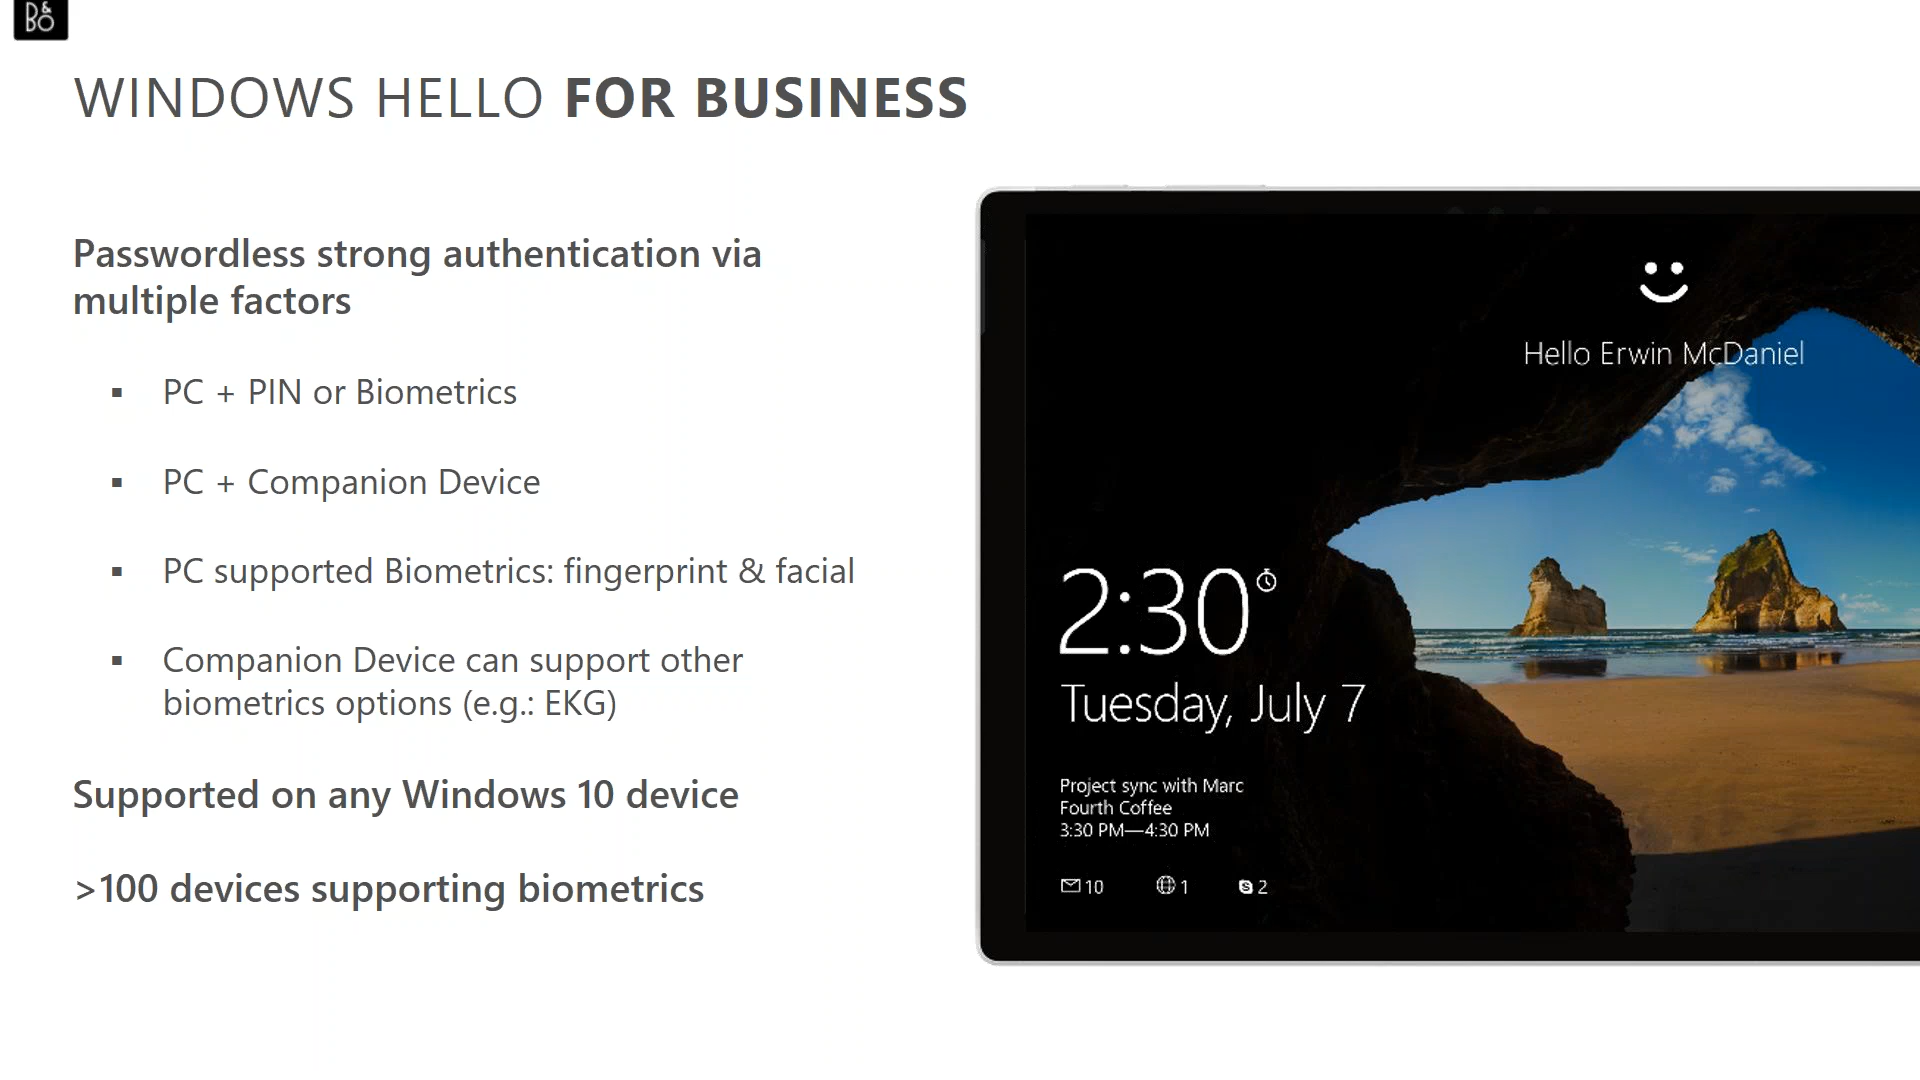 B&O
WINDOWS HELLO FOR BUSINESS
Passwordless strong authentication via
multiple factors
▪ PC + PIN or Biometrics
▪ PC + Companion Device
▪ PC supported Biometrics: fingerprint & facial
▪ Companion Device can support other
biometrics options (e.g.: EKG)
Supported on any Windows 10 device
>100 devices supporting biometrics
Hello Erwin McDaniel
2:30
Tuesday, July 7
Project sync with Marc
Fourth Coffee
3:30 PM—4:30 PM
10 1 2